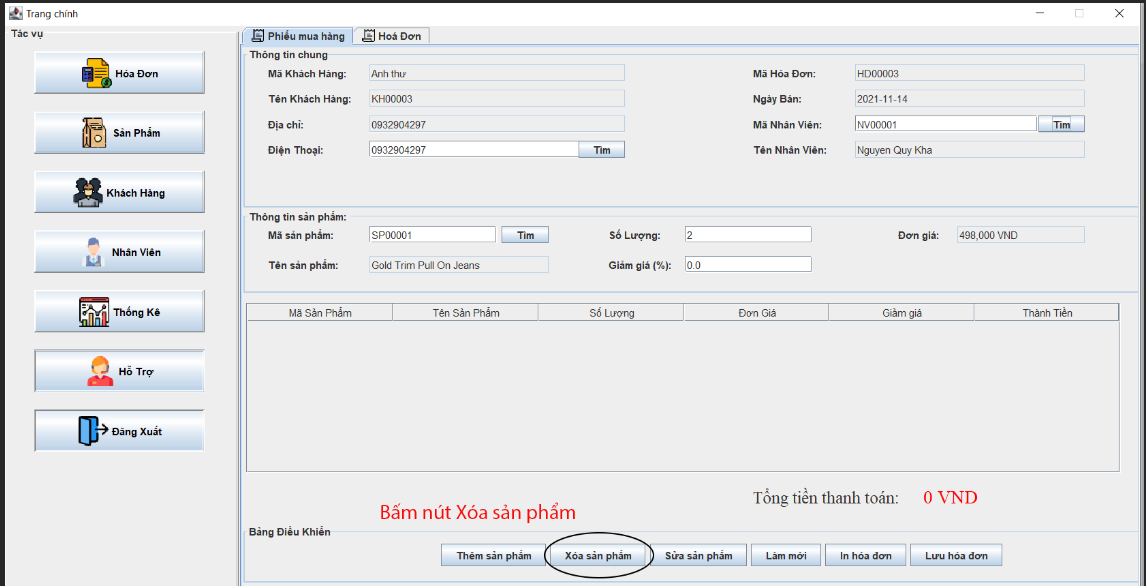 Trang chính
Tác vụ
Hóa Đơn
Sản Phẩm
Khách Hàng
Nhân Viên
Thống Kê
Hỗ Trợ
Đăng Xuất
Phiếu mua hàng
Hoá Đơn
Thông tin chung
Mã Khách Hàng: Anh thư Mã Hóa Đơn: HD00003
Tên Khách Hàng: KH00003 Ngày Bán: 2021-11-14
Địa chỉ: 0932904297 Mã Nhân Viên: NV00001 Tìm
Điện Thoại: 0932904297 Tìm Tên Nhân Viên: Nguyen Quy Kha
Thông tin sản phẩm:
Mã sản phẩm: SP00001 Tìm Số Lượng: 2 Đơn giá: 498,000 VND
Tên sản phẩm: Gold Trim Pull On Jeans Giảm giá (%): 0.0
Mã Sản Phẩm Tên Sản Phẩm Số Lượng Đơn Giá Giảm giá Thành Tiền
Tổng tiền thanh toán: 0 VND
Bấm nút Xóa sản phẩm
Bảng Điều Khiển
Thêm sản phẩm Xóa sản phẩm Sửa sản phẩm Làm mới In hóa đơn Lưu hóa đơn